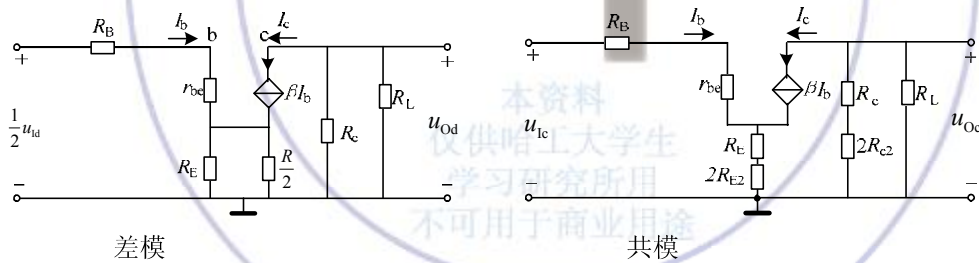 R_B I_b b c I_c
+ +
r_be βI_b R_L
½ u_Id R_c u_Od
R_E R/2
− −
差模
R_B I_b I_c
+ +
r_be βI_b R_c R_L
u_Ic R_E 2R_c2 u_Oc
2R_E2
− −
共模
本资料
仅供哈工大学生
学习研究所用
不可用于商业用途